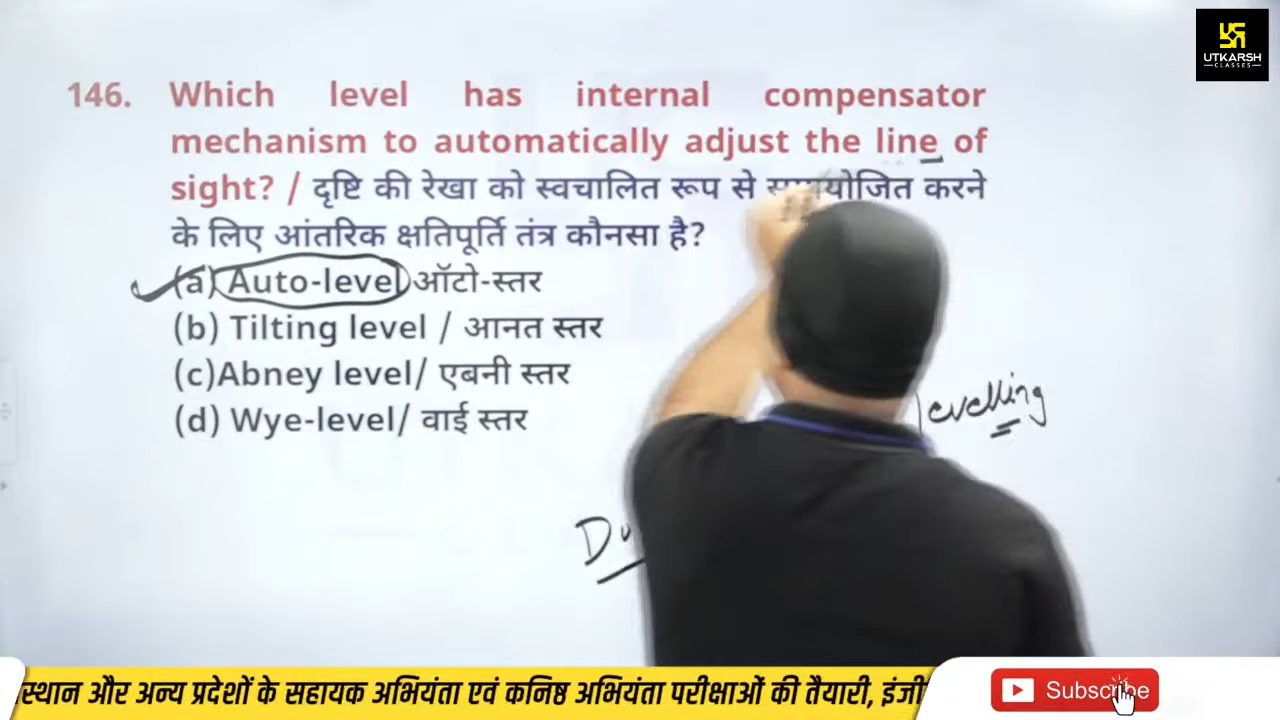 UTKARSH
CLASSES
146. Which level has internal compensator
mechanism to automatically adjust the line of
sight? / दृष्टि की रेखा को स्वचालित रूप से करने
के लिए आंतरिक क्षतिपूर्ति तंत्र कौनसा है?
(a) Auto-level ऑटो-स्तर
(b) Tilting level / आनत स्तर
(c)Abney level/ एबनी स्तर
(d) Wye-level/ वाई स्तर
levelling
स्थान और अन्य प्रदेशों के सहायक अभियंता एवं कनिष्ठ अभियंता परीक्षाओं की तैयारी,
Subscribe